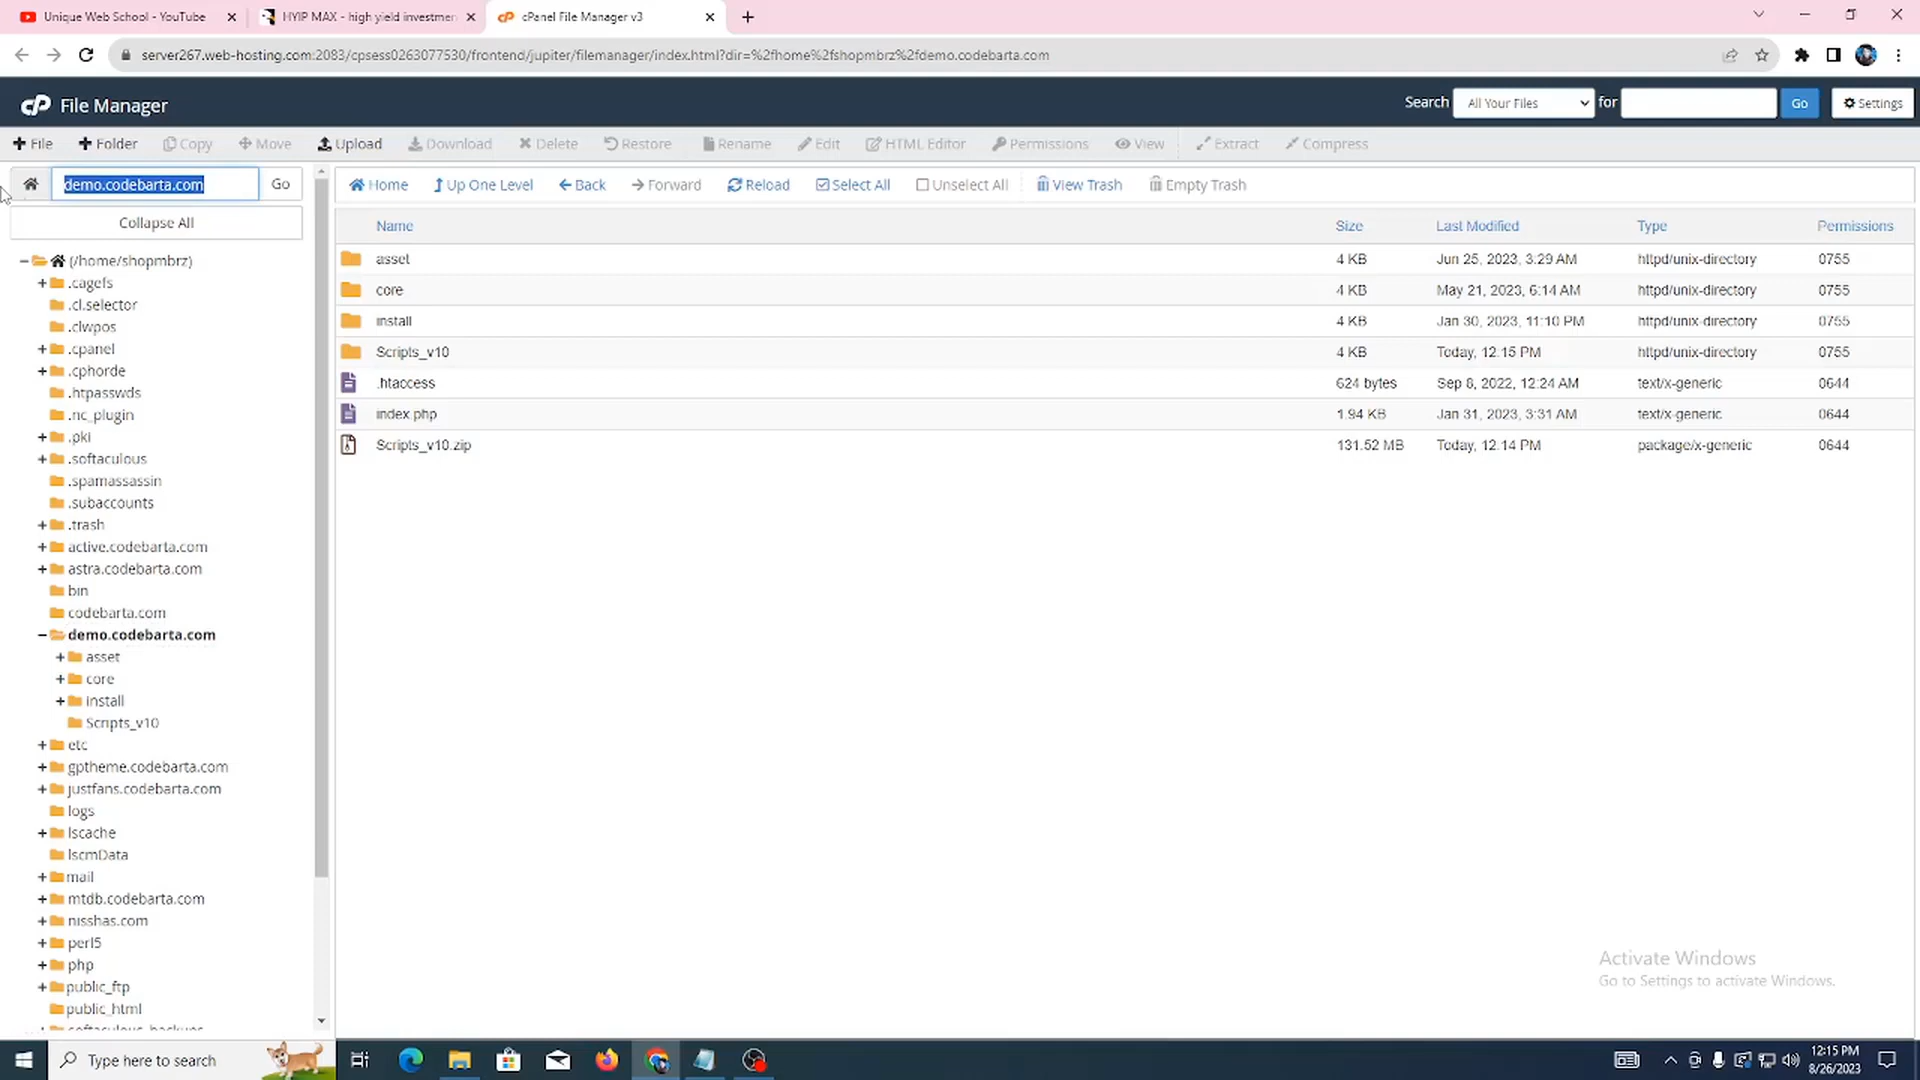 Unique Web School - YouTube
HYIP MAX - high yield investmen
cPanel File Manager v3
server267.web-hosting.com:2083/cpsess0263077530/frontend/jupiter/filemanager/index.html?dir=%2fhome%2fshopmbrz%2fdemo.codebarta.com
cP File Manager
Search All Your Files for Go Settings
File Folder Copy Move Upload Download Delete Restore Rename Edit HTML Editor Permissions View Extract Compress
demo.codebarta.com Go
Home Up One Level Back Forward Reload Select All Unselect All View Trash Empty Trash
Collapse All
(/home/shopmbrz)
.cagefs
.cl.selector
.clwpos
.cpanel
.cphorde
.htpasswds
.nc_plugin
.pki
.softaculous
.spamassassin
.subaccounts
.trash
active.codebarta.com
astra.codebarta.com
bin
codebarta.com
demo.codebarta.com
asset
core
install
Scripts_v10
etc
gptheme.codebarta.com
justfans.codebarta.com
logs
lscache
lscmData
mail
mtdb.codebarta.com
nisshas.com
perl5
php
public_ftp
public_html
Name Size Last Modified Type Permissions
asset 4 KB Jun 25, 2023, 3:29 AM httpd/unix-directory 0755
core 4 KB May 21, 2023, 6:14 AM httpd/unix-directory 0755
install 4 KB Jan 30, 2023, 11:10 PM httpd/unix-directory 0755
Scripts_v10 4 KB Today, 12:15 PM httpd/unix-directory 0755
.htaccess 624 bytes Sep 8, 2022, 12:24 AM text/x-generic 0644
index.php 1.94 KB Jan 31, 2023, 3:31 AM text/x-generic 0644
Scripts_v10.zip 131.52 MB Today, 12:14 PM package/x-generic 0644
Activate Windows
Go to Settings to activate Windows.
Type here to search
12:15 PM
8/26/2023